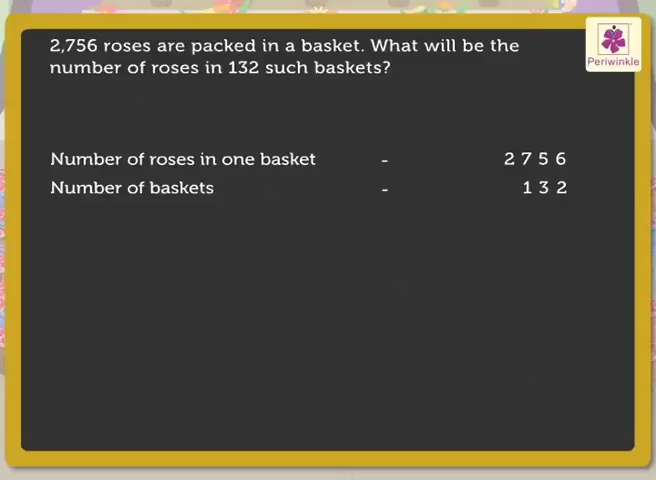 2,756 roses are packed in a basket. What will be the
number of roses in 132 such baskets?
Periwinkle
Number of roses in one basket - 2 7 5 6
Number of baskets - 1 3 2